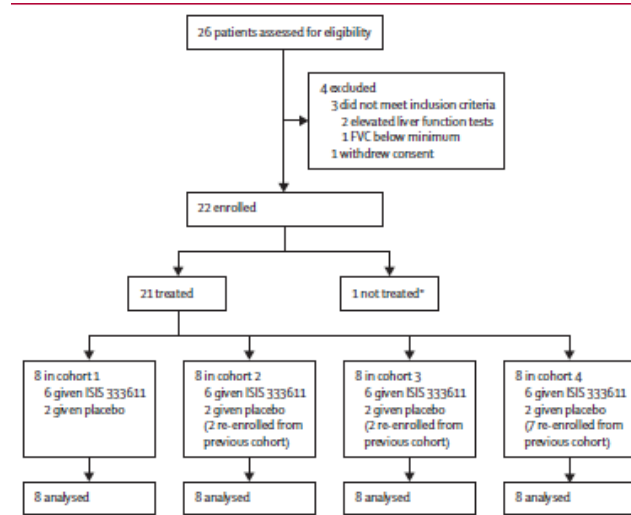 26 patients assessed for eligibility
4 excluded
3 did not meet inclusion criteria
2 elevated liver function tests
1 FVC below minimum
1 withdrew consent
22 enrolled
21 treated
1 not treated*
8 in cohort 1
6 given ISIS 333611
2 given placebo
8 in cohort 2
6 given ISIS 333611
2 given placebo
(2 re-enrolled from
previous cohort)
8 in cohort 3
6 given ISIS 333611
2 given placebo
(2 re-enrolled from
previous cohort)
8 in cohort 4
6 given ISIS 333611
2 given placebo
(7 re-enrolled from
previous cohort)
8 analysed
8 analysed
8 analysed
8 analysed